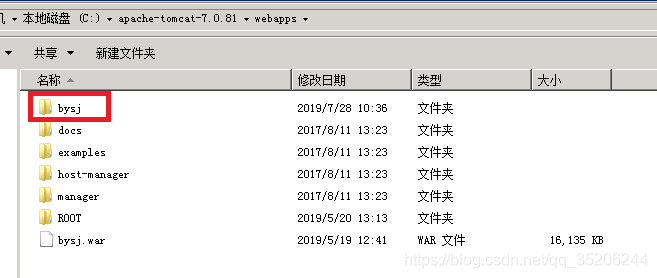 几 ▸ 本地磁盘 (C:) ▸ apache-tomcat-7.0.81 ▸ webapps ▸
共享 ▼ 新建文件夹
名称 修改日期 类型 大小
bysj 2019/7/28 10:36 文件夹
docs 2017/8/11 13:23 文件夹
examples 2017/8/11 13:23 文件夹
host-manager 2017/8/11 13:23 文件夹
manager 2017/8/11 13:23 文件夹
ROOT 2019/5/20 13:13 文件夹
bysj.war 2019/5/19 12:41 WAR 文件 16,135 KB
https://blog.csdn.net/qq_35206244